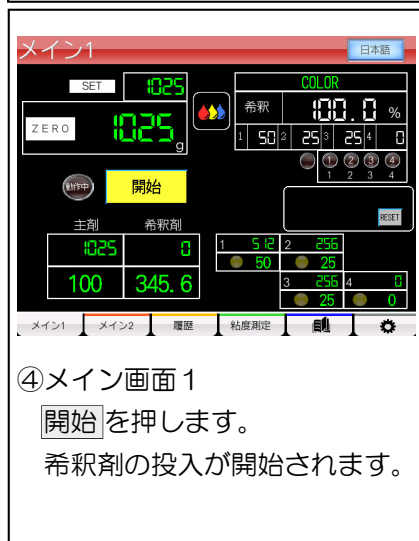 メイン1
日本語
SET
1025
ZERO
1025
g
COLOR
希釈
100.0
%
1
50
2
25
3
25
4
0
1
2
3
4
1
2
3
4
動作中
開始
RESET
主剤
希釈剤
1025
0
100
345.6
1
512
2
256
50
25
3
256
4
0
25
0
メイン1
メイン2
履歴
粘度測定
④メイン画面1
開始を押します。
希釈剤の投入が開始されます。